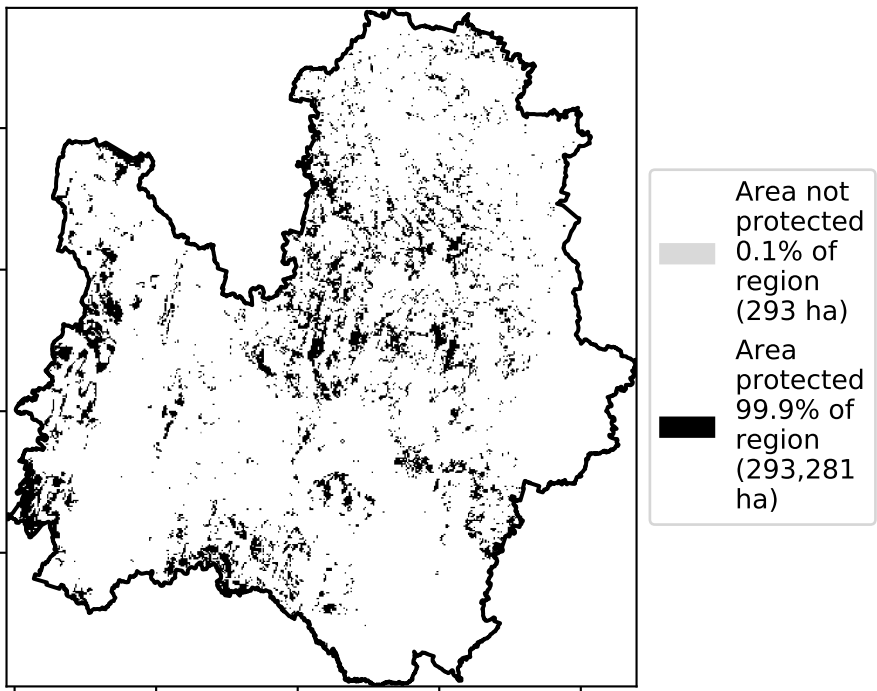 Area not
protected
0.1% of
region
(293 ha)
Area
protected
99.9% of
region
(293,281
ha)